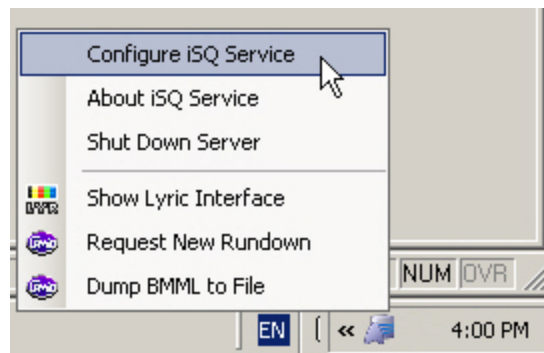 Configure iSQ Service
About iSQ Service
Shut Down Server
Show Lyric Interface
Request New Rundown
Dump BMML to File
NUM OVR
EN « 4:00 PM